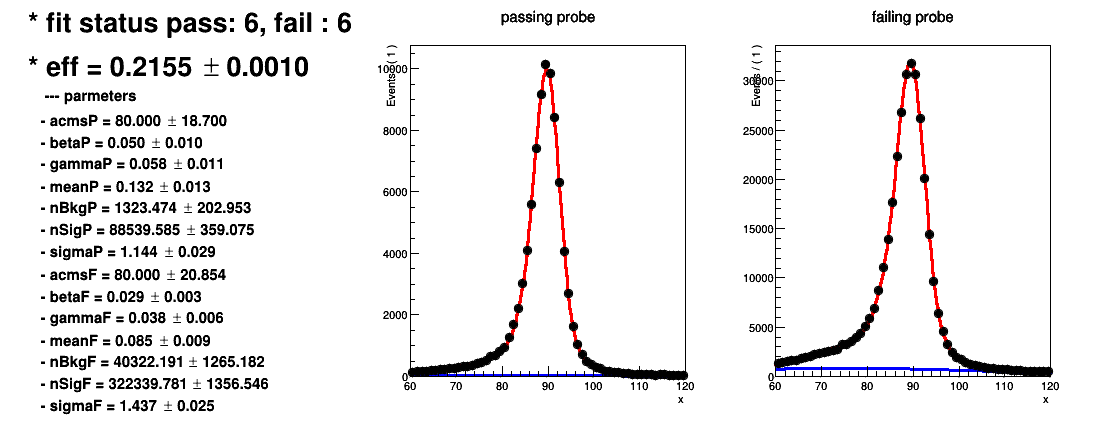 * fit status pass: 6, fail : 6
* eff = 0.2155 ± 0.0010
--- parmeters
- acmsP = 80.000 ± 18.700
- betaP = 0.050 ± 0.010
- gammaP = 0.058 ± 0.011
- meanP = 0.132 ± 0.013
- nBkgP = 1323.474 ± 202.953
- nSigP = 88539.585 ± 359.075
- sigmaP = 1.144 ± 0.029
- acmsF = 80.000 ± 20.854
- betaF = 0.029 ± 0.003
- gammaF = 0.038 ± 0.006
- meanF = 0.085 ± 0.009
- nBkgF = 40322.191 ± 1265.182
- nSigF = 322339.781 ± 1356.546
- sigmaF = 1.437 ± 0.025
passing probe
Events / ( 1 )
10000
8000
6000
4000
2000
0
60 70 80 90 100 110 120
x
failing probe
Events / ( 1 )
30000
25000
20000
15000
10000
5000
0
60 70 80 90 100 110 120
x